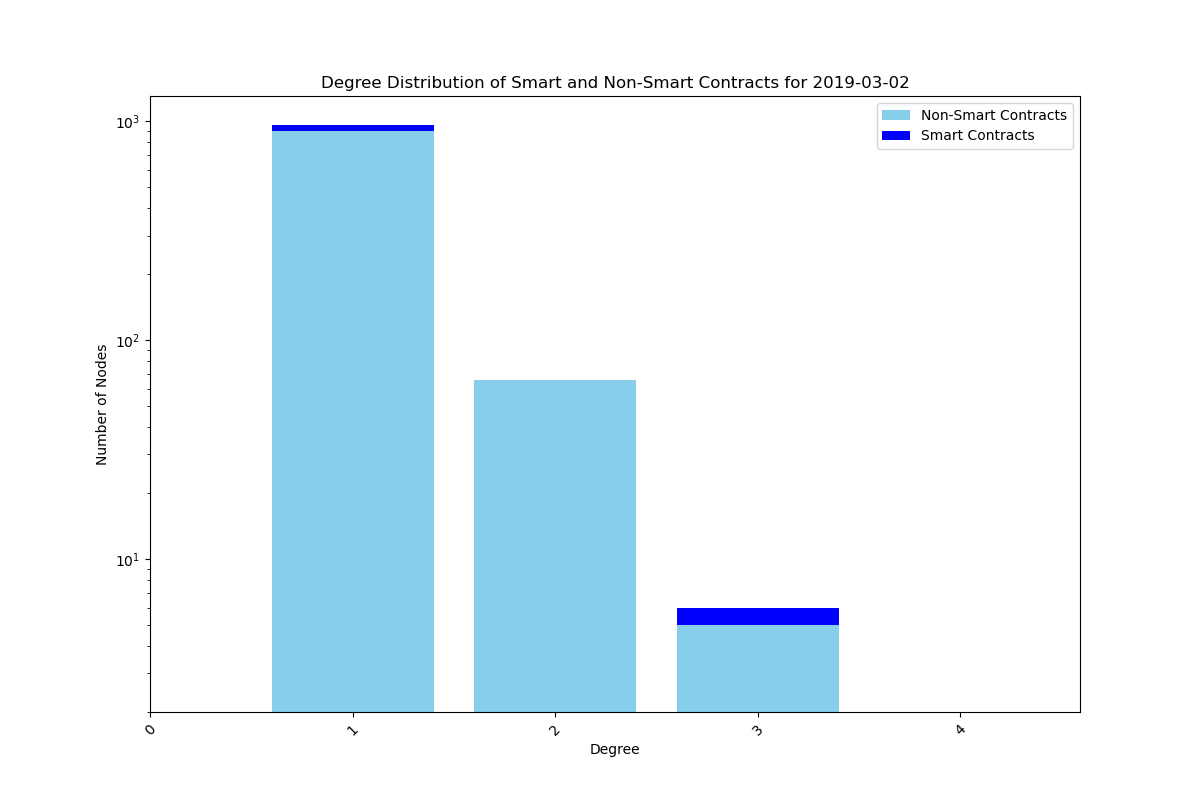 Degree Distribution of Smart and Non-Smart Contracts for 2019-03-02
Non-Smart Contracts
Smart Contracts
Number of Nodes
10³
10²
10¹
0
1
2
3
4
Degree